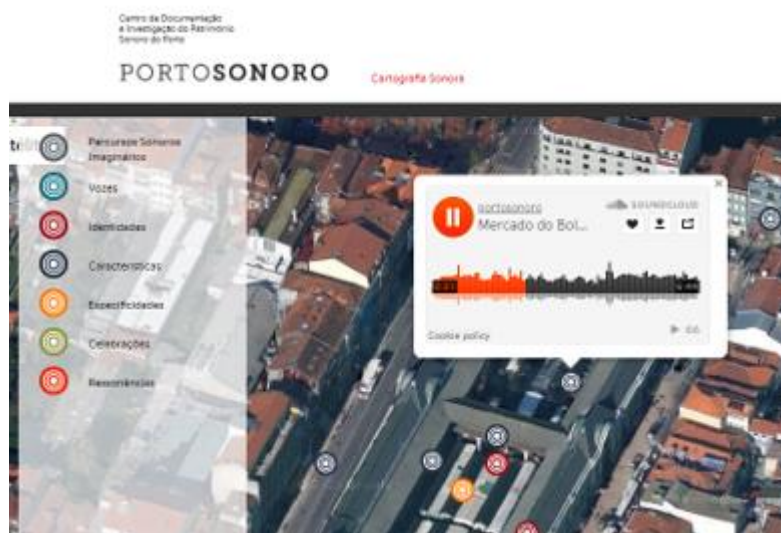 Centro de Documentação
e Investigação do Património
Sonoro do Porto
PORTOSONORO
Cartografia Sonora
Percursos Sonoros
Imaginários
Vozes
Identidades
Características
Especificidades
Celebrações
Ressonâncias
portosonoro
SOUNDCLOUD
Mercado do Bol...
Cookie policy
66